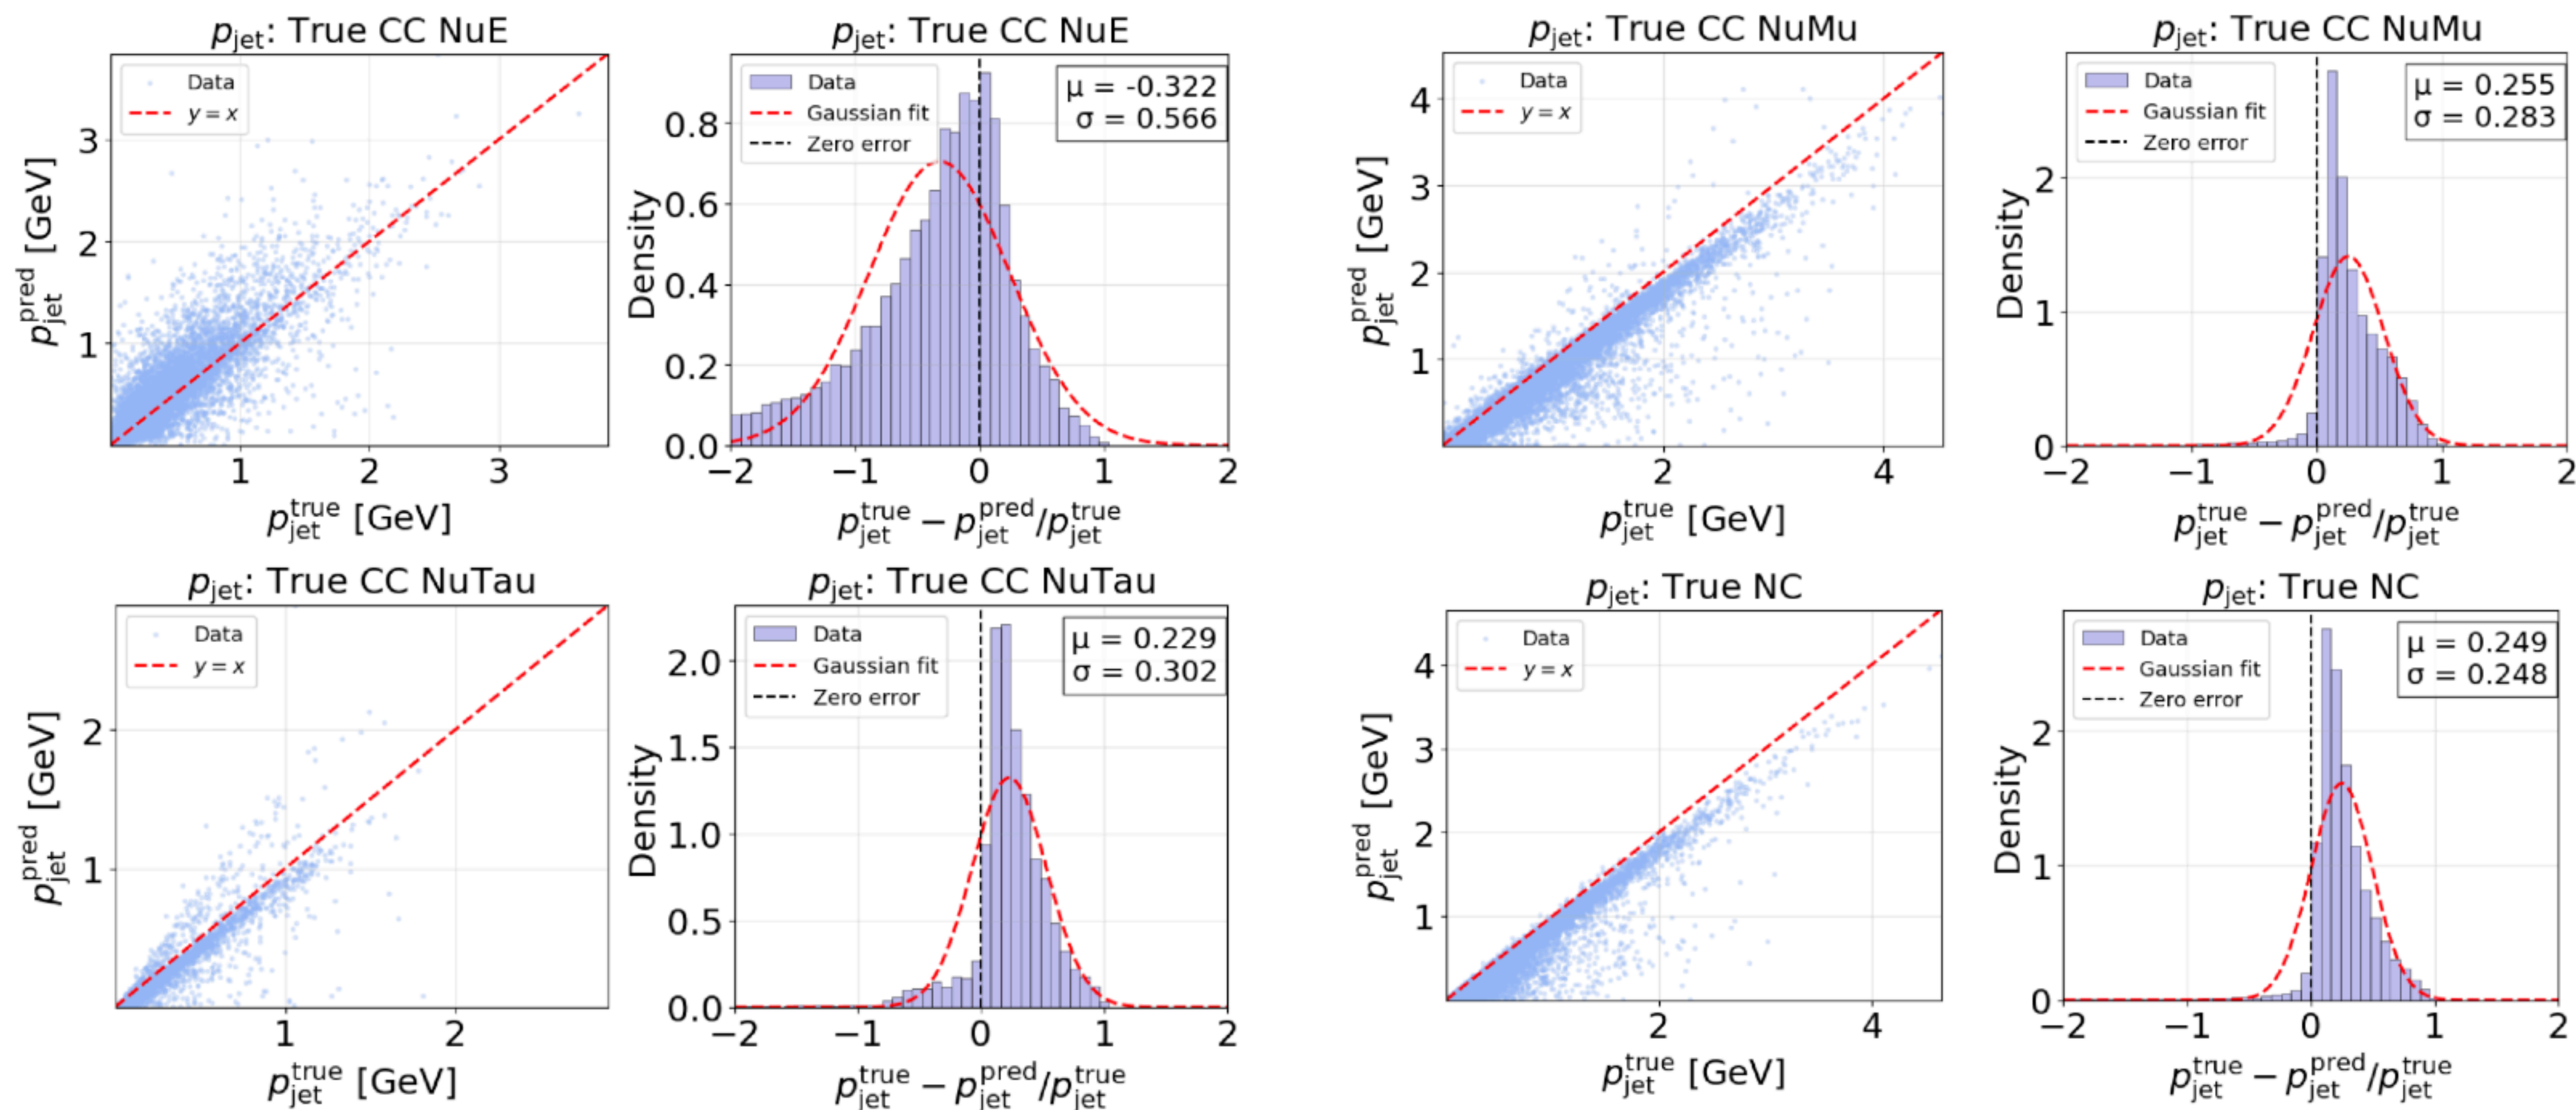 p_jet: True CC NuE
Data
y = x
3
2
1
p_jet^pred [GeV]
1 2 3
p_jet^true [GeV]
p_jet: True CC NuE
Data
Gaussian fit
Zero error
μ = -0.322
σ = 0.566
0.8
0.6
0.4
0.2
0.0
Density
−2 −1 0 1 2
p_jet^true − p_jet^pred/p_jet^true
p_jet: True CC NuMu
Data
y = x
4
3
2
1
p_jet^pred [GeV]
2 4
p_jet^true [GeV]
p_jet: True CC NuMu
Data
Gaussian fit
Zero error
μ = 0.255
σ = 0.283
2
1
0
Density
−2 −1 0 1 2
p_jet^true − p_jet^pred/p_jet^true
p_jet: True CC NuTau
Data
y = x
2
1
p_jet^pred [GeV]
1 2
p_jet^true [GeV]
p_jet: True CC NuTau
Data
Gaussian fit
Zero error
μ = 0.229
σ = 0.302
2.0
1.5
1.0
0.5
0.0
Density
−2 −1 0 1 2
p_jet^true − p_jet^pred/p_jet^true
p_jet: True NC
Data
y = x
4
3
2
1
p_jet^pred [GeV]
2 4
p_jet^true [GeV]
p_jet: True NC
Data
Gaussian fit
Zero error
μ = 0.249
σ = 0.248
2
1
0
Density
−2 −1 0 1 2
p_jet^true − p_jet^pred/p_jet^true